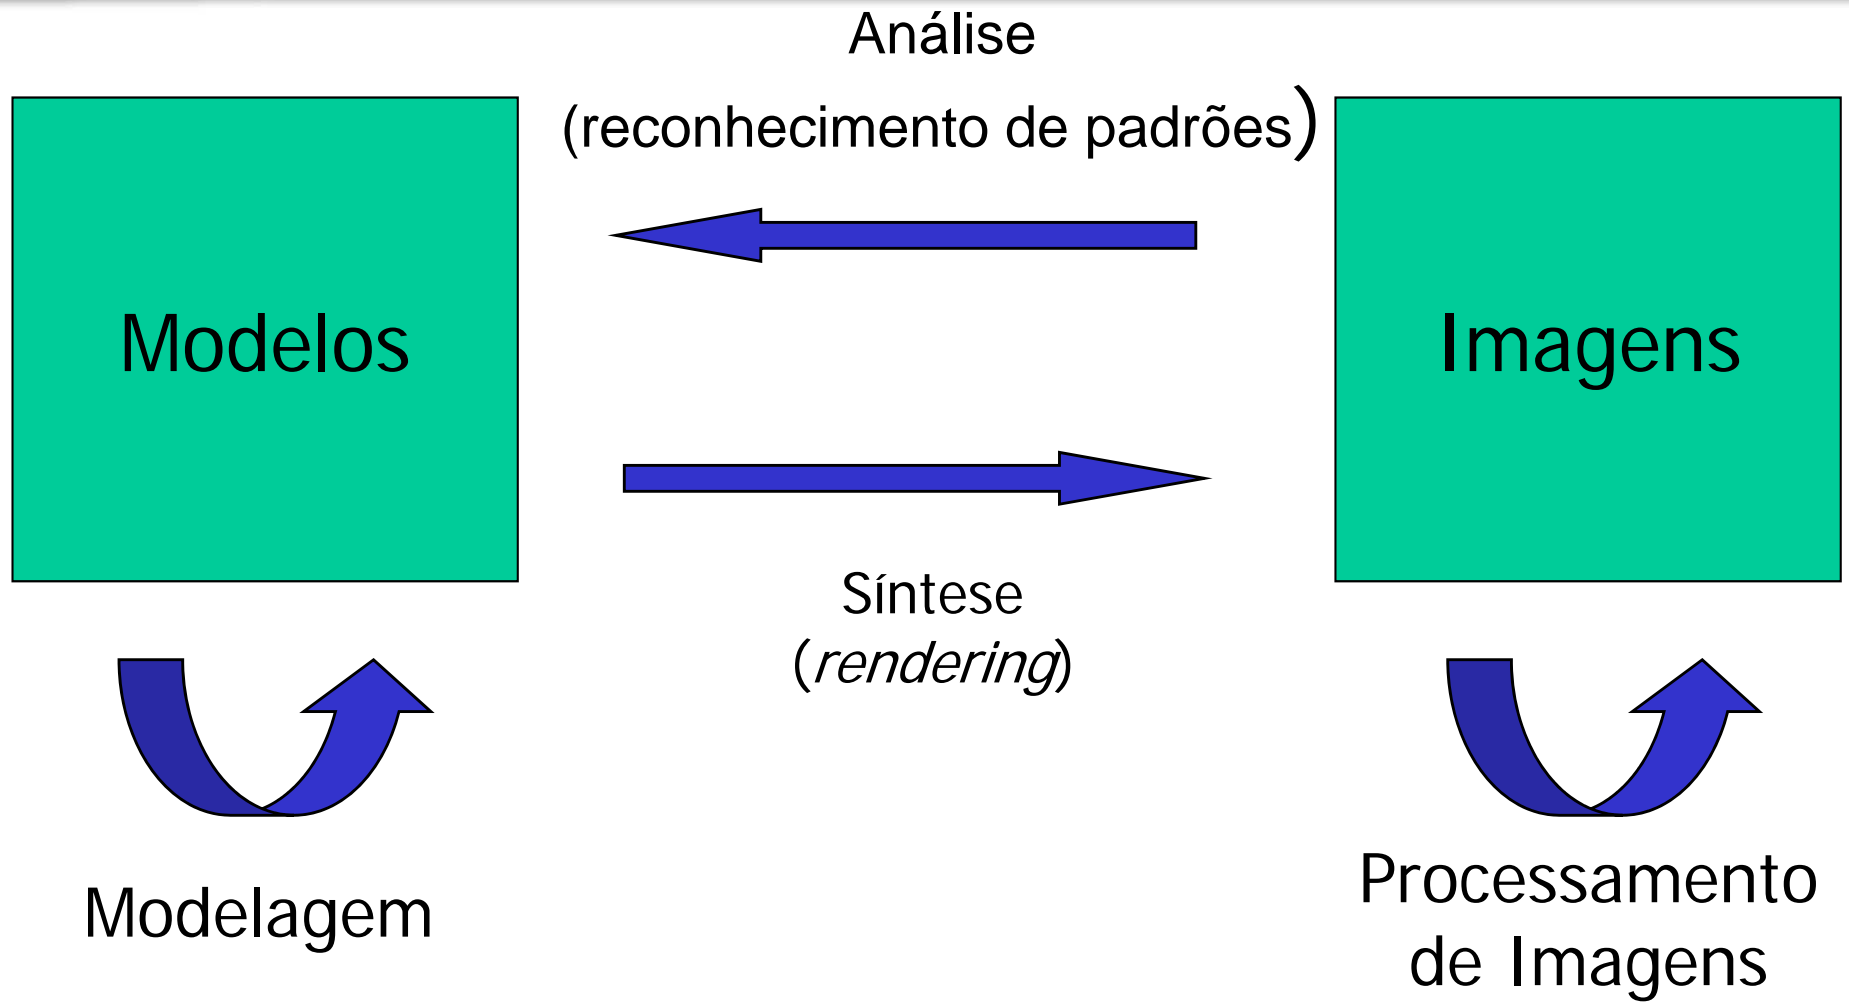 Análise
(reconhecimento de padrões)
Modelos
Imagens
Síntese
(rendering)
Modelagem
Processamento
de Imagens